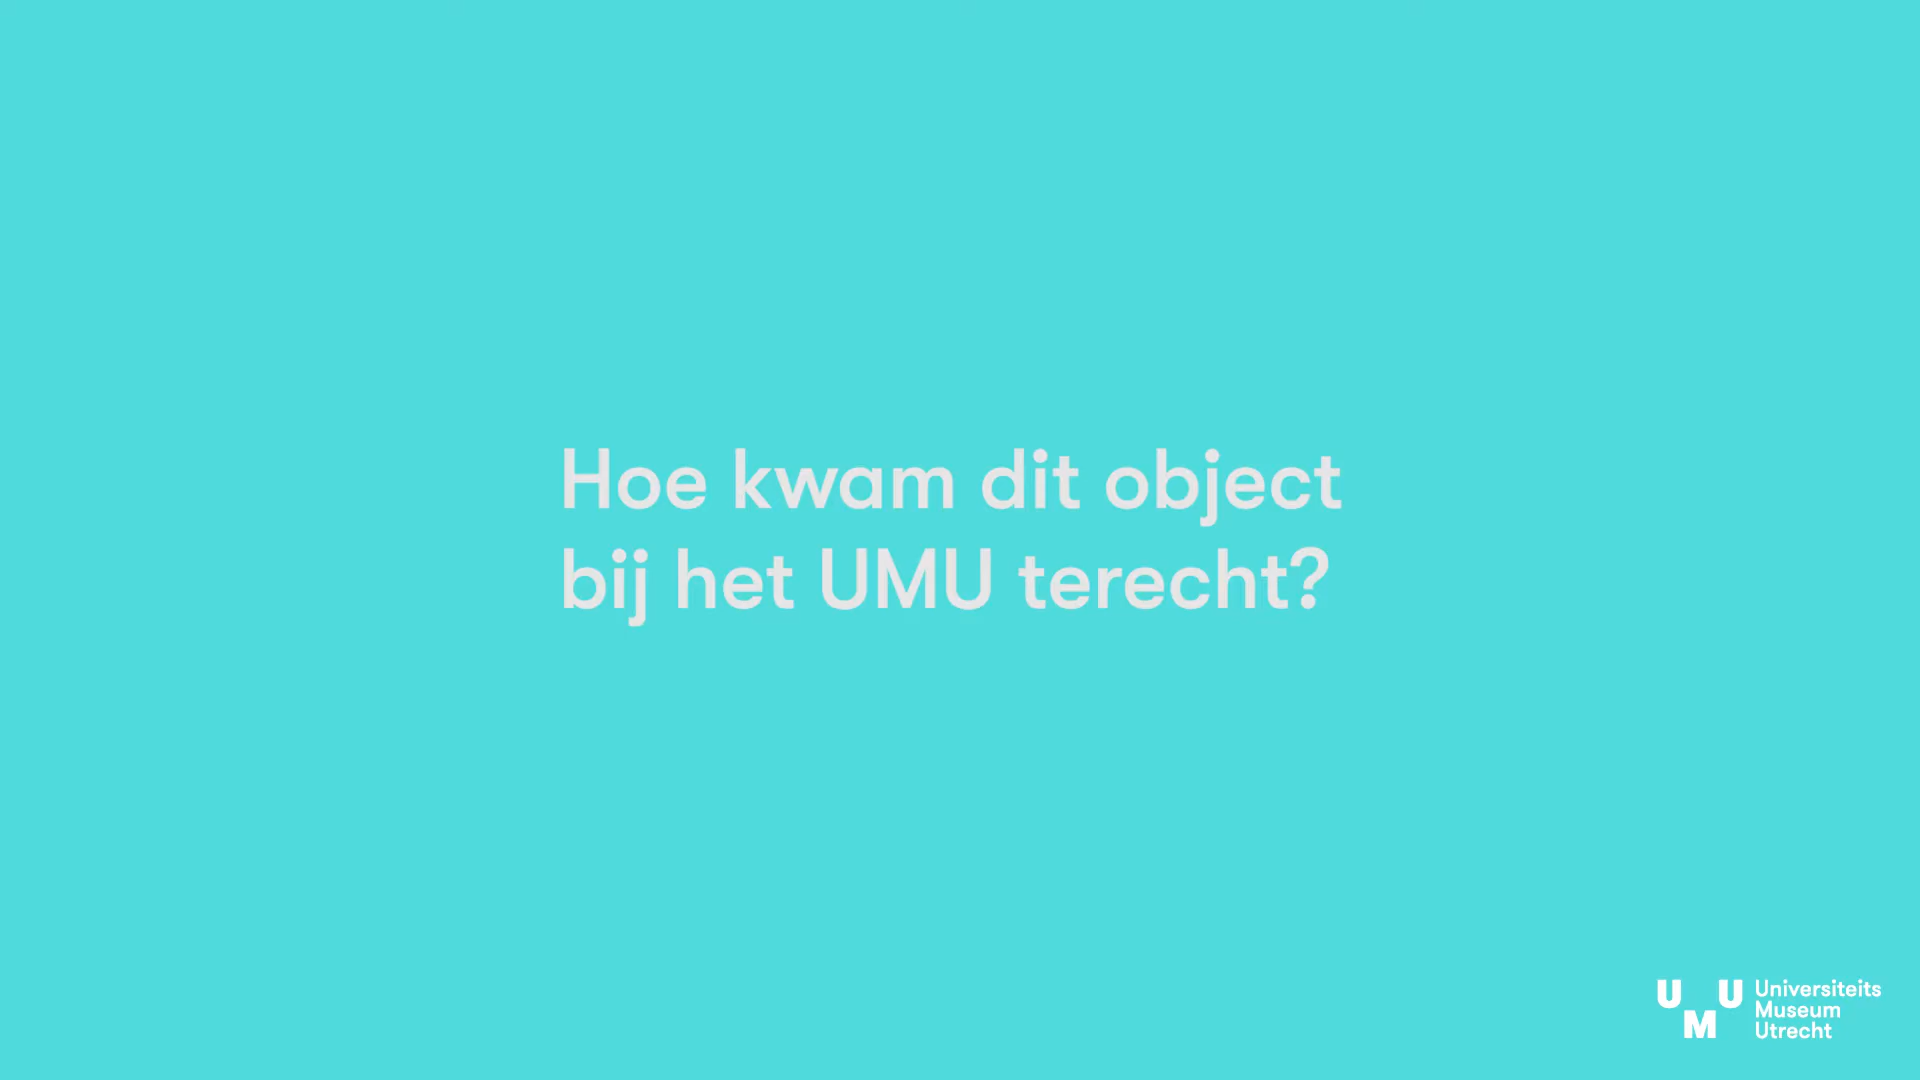 Hoe kwam dit object
bij het UMU terecht?
U U
M
Universiteits
Museum
Utrecht